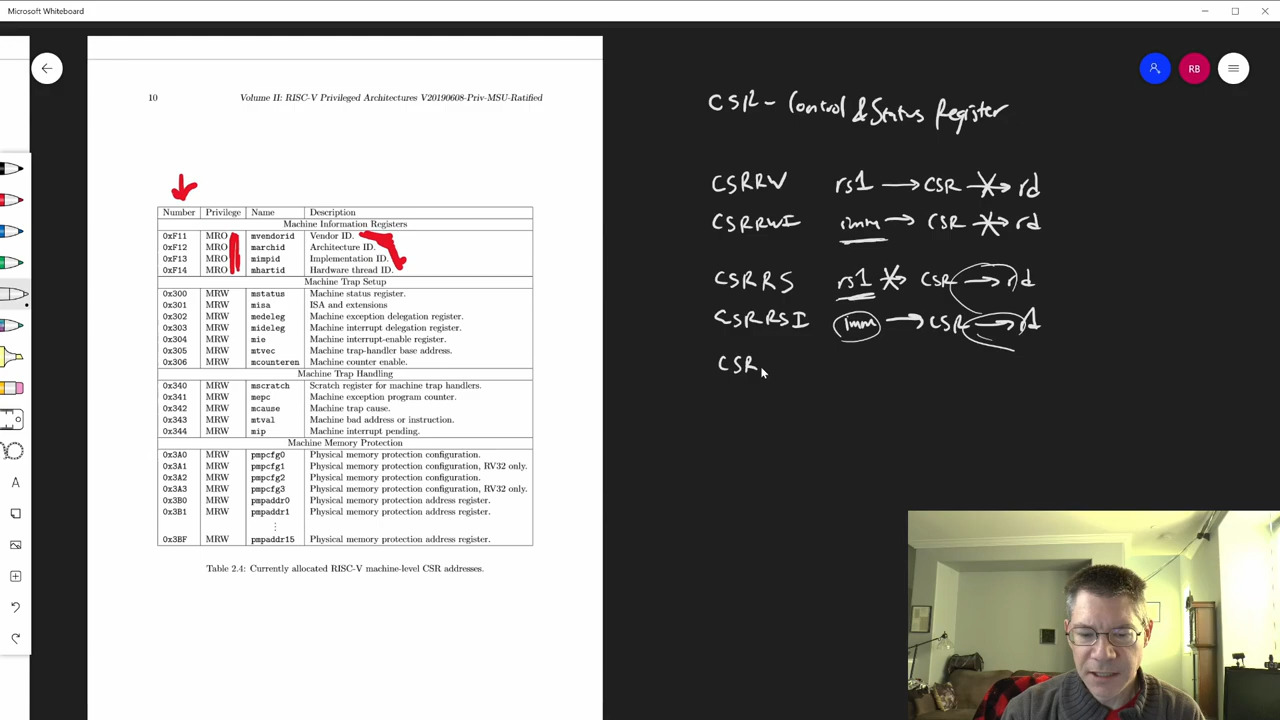 Microsoft Whiteboard
RB
10 Volume II: RISC-V Privileged Architectures V20190608-Priv-MSU-Ratified
Number Privilege Name Description
Machine Information Registers
0xF11 MRO mvendorid Vendor ID.
0xF12 MRO marchid Architecture ID.
0xF13 MRO mimpid Implementation ID.
0xF14 MRO mhartid Hardware thread ID.
Machine Trap Setup
0x300 MRW mstatus Machine status register.
0x301 MRW misa ISA and extensions
0x302 MRW medeleg Machine exception delegation register.
0x303 MRW mideleg Machine interrupt delegation register.
0x304 MRW mie Machine interrupt-enable register.
0x305 MRW mtvec Machine trap-handler base address.
0x306 MRW mcounteren Machine counter enable.
Machine Trap Handling
0x340 MRW mscratch Scratch register for machine trap handlers.
0x341 MRW mepc Machine exception program counter.
0x342 MRW mcause Machine trap cause.
0x343 MRW mtval Machine bad address or instruction.
0x344 MRW mip Machine interrupt pending.
Machine Memory Protection
0x3A0 MRW pmpcfg0 Physical memory protection configuration.
0x3A1 MRW pmpcfg1 Physical memory protection configuration, RV32 only.
0x3A2 MRW pmpcfg2 Physical memory protection configuration.
0x3A3 MRW pmpcfg3 Physical memory protection configuration, RV32 only.
0x3B0 MRW pmpaddr0 Physical memory protection address register.
0x3B1 MRW pmpaddr1 Physical memory protection address register.
⋮
0x3BF MRW pmpaddr15 Physical memory protection address register.
Table 2.4: Currently allocated RISC-V machine-level CSR addresses.
CSR - Control & Status Register
CSRRW rs1 → CSR → rd
CSRRWI imm → CSR → rd
CSRRS rs1 → CSR → rd
CSRRSI imm → CSR → rd
CSR
A